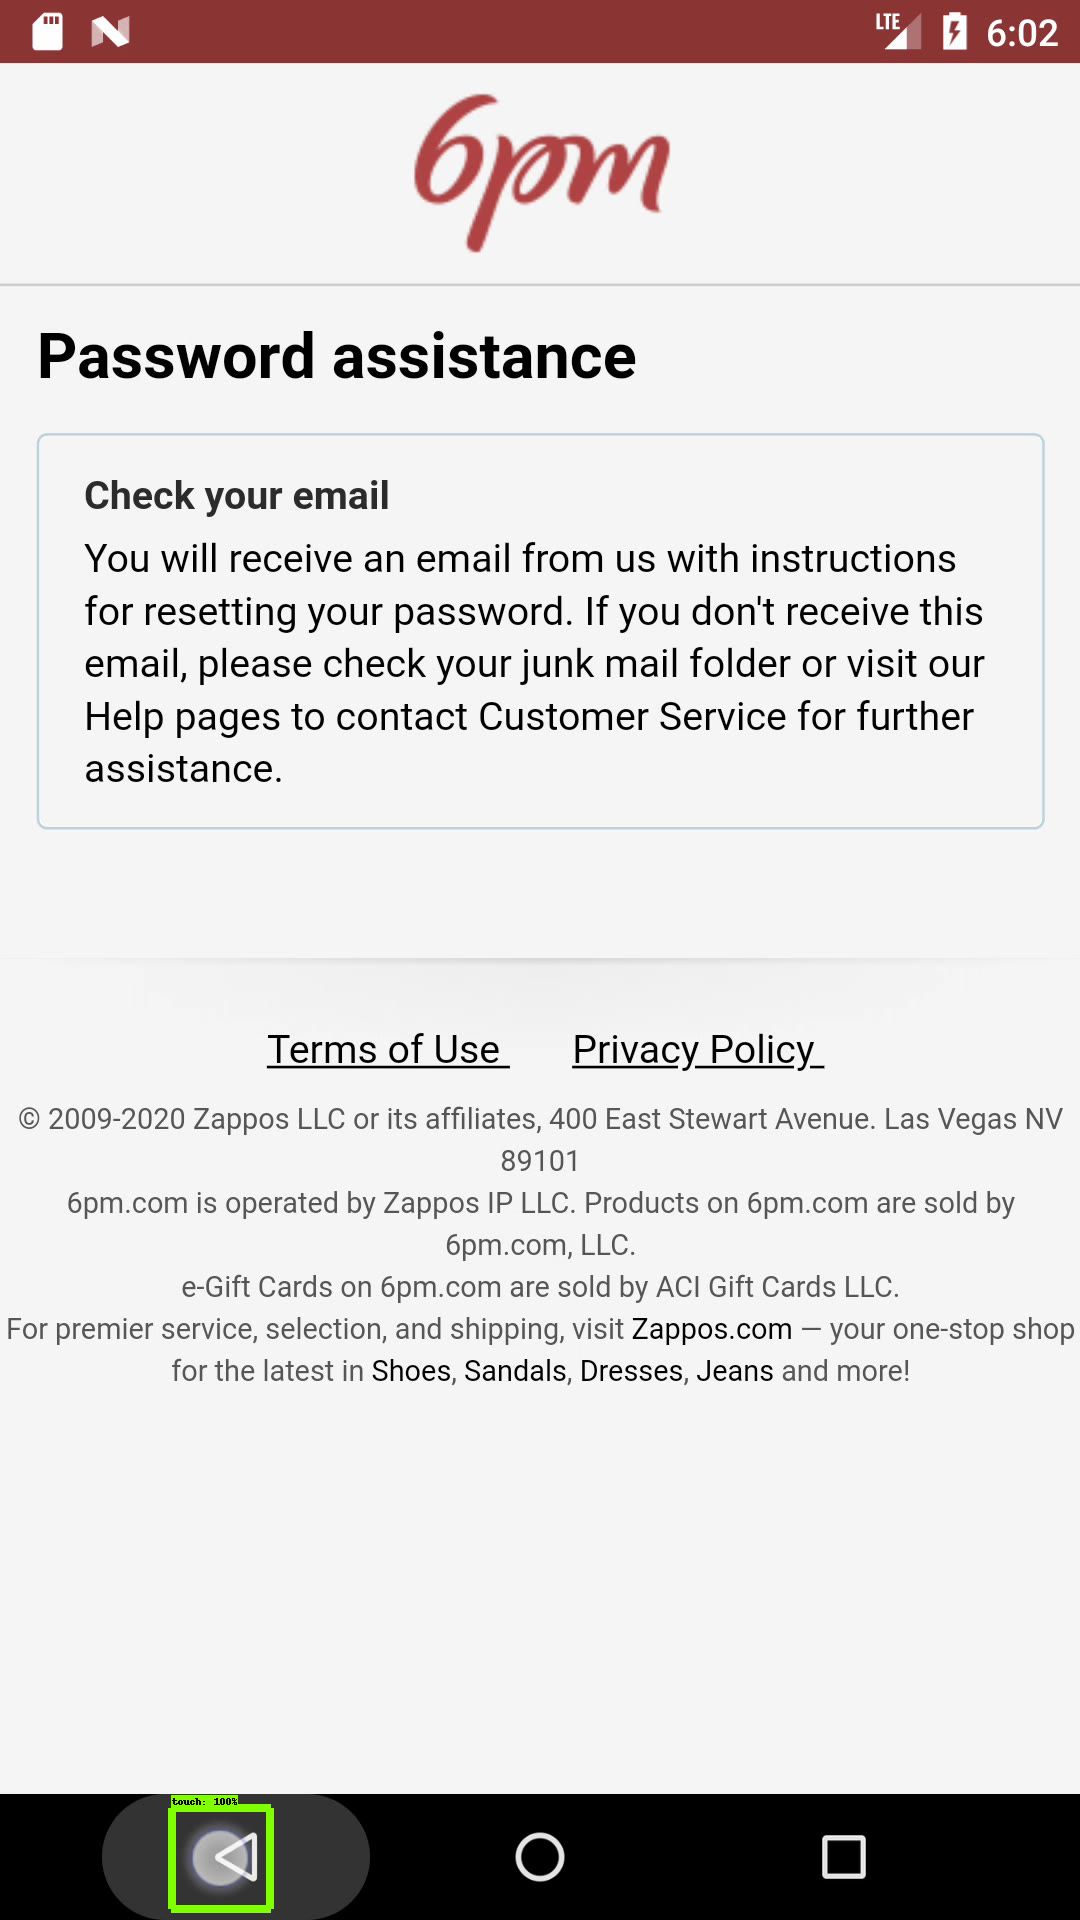 LTE 6:02
6pm
Password assistance
Check your email
You will receive an email from us with instructions
for resetting your password. If you don't receive this
email, please check your junk mail folder or visit our
Help pages to contact Customer Service for further
assistance.
Terms of Use Privacy Policy
© 2009-2020 Zappos LLC or its affiliates, 400 East Stewart Avenue. Las Vegas NV
89101
6pm.com is operated by Zappos IP LLC. Products on 6pm.com are sold by
6pm.com, LLC.
e-Gift Cards on 6pm.com are sold by ACI Gift Cards LLC.
For premier service, selection, and shipping, visit Zappos.com — your one-stop shop
for the latest in Shoes, Sandals, Dresses, Jeans and more!
touch: 100%